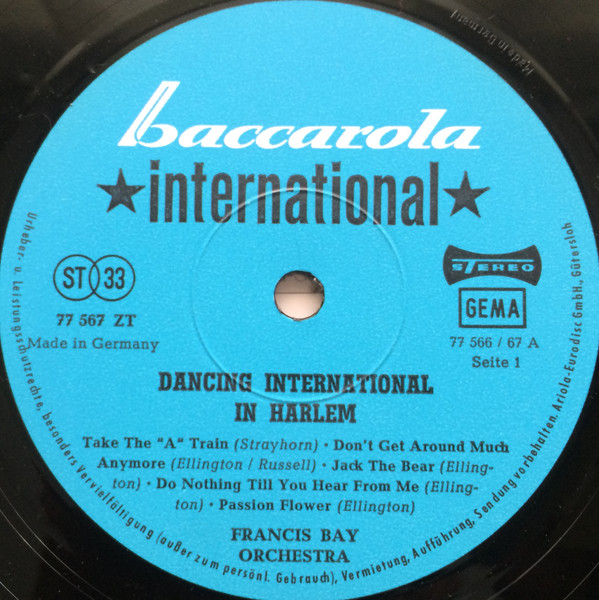 baccarola
★international★
ST 33
77 567 ZT
Made in Germany
STEREO
GEMA
77 566 / 67 A
Seite 1
DANCING INTERNATIONAL
IN HARLEM
Take The "A" Train (Strayhorn) · Don't Get Around Much
Anymore (Ellington / Russell) · Jack The Bear (Elling-
ton) · Do Nothing Till You Hear From Me (Elling-
ton) · Passion Flower (Ellington)
FRANCIS BAY
ORCHESTRA
Urheber- u. Leistungsschutzrechte, besonders Vervielfältigung (außer zum persönl. Gebrauch), Vermietung, Aufführung, Sendung vorbehalten. Ariola-Eurodisc GmbH., Gütersloh
Made in Germany